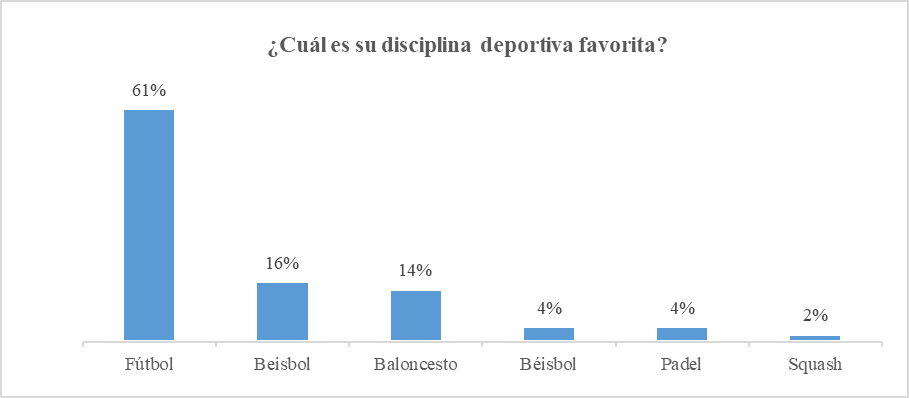 ¿Cuál es su disciplina deportiva favorita?
61%
16%
14%
4%
4%
2%
Fútbol
Beisbol
Baloncesto
Béisbol
Padel
Squash